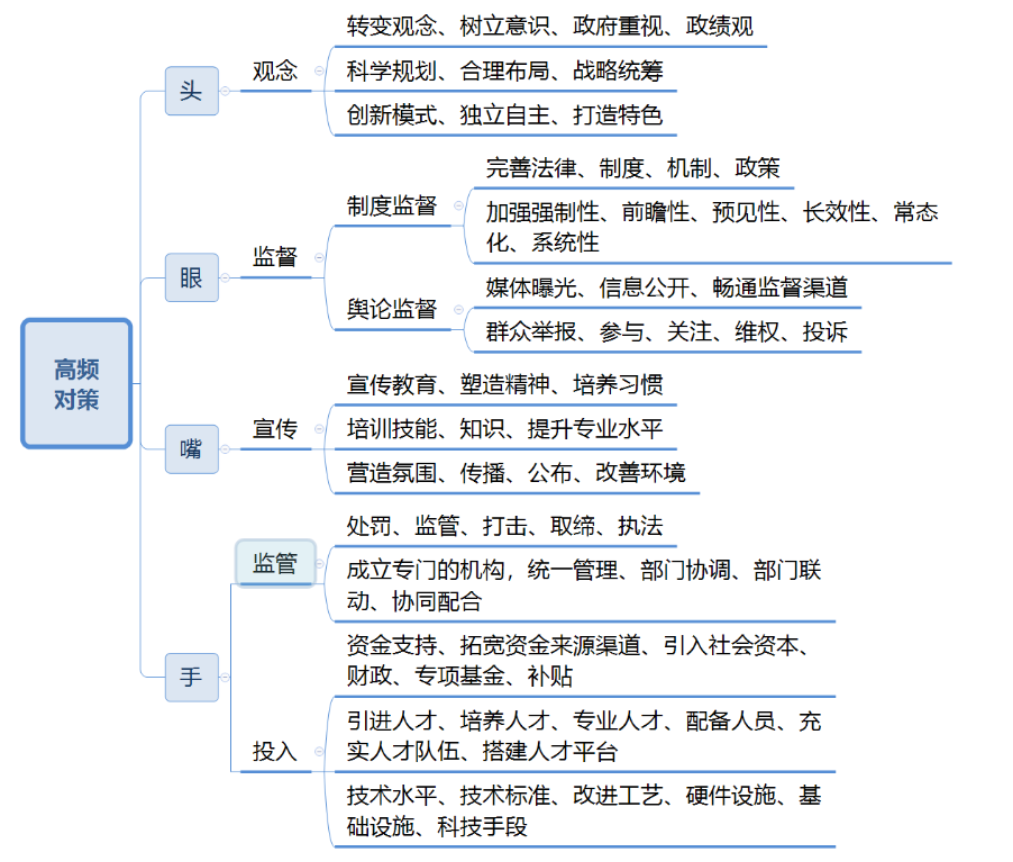 高频
对策
头
观念
转变观念、树立意识、政府重视、政绩观
科学规划、合理布局、战略统筹
创新模式、独立自主、打造特色
眼
监督
制度监督
完善法律、制度、机制、政策
加强强制性、前瞻性、预见性、长效性、常态
化、系统性
舆论监督
媒体曝光、信息公开、畅通监督渠道
群众举报、参与、关注、维权、投诉
嘴
宣传
宣传教育、塑造精神、培养习惯
培训技能、知识、提升专业水平
营造氛围、传播、公布、改善环境
手
监管
处罚、监管、打击、取缔、执法
成立专门的机构，统一管理、部门协调、部门联
动、协同配合
投入
资金支持、拓宽资金来源渠道、引入社会资本、
财政、专项基金、补贴
引进人才、培养人才、专业人才、配备人员、充
实人才队伍、搭建人才平台
技术水平、技术标准、改进工艺、硬件设施、基
础设施、科技手段